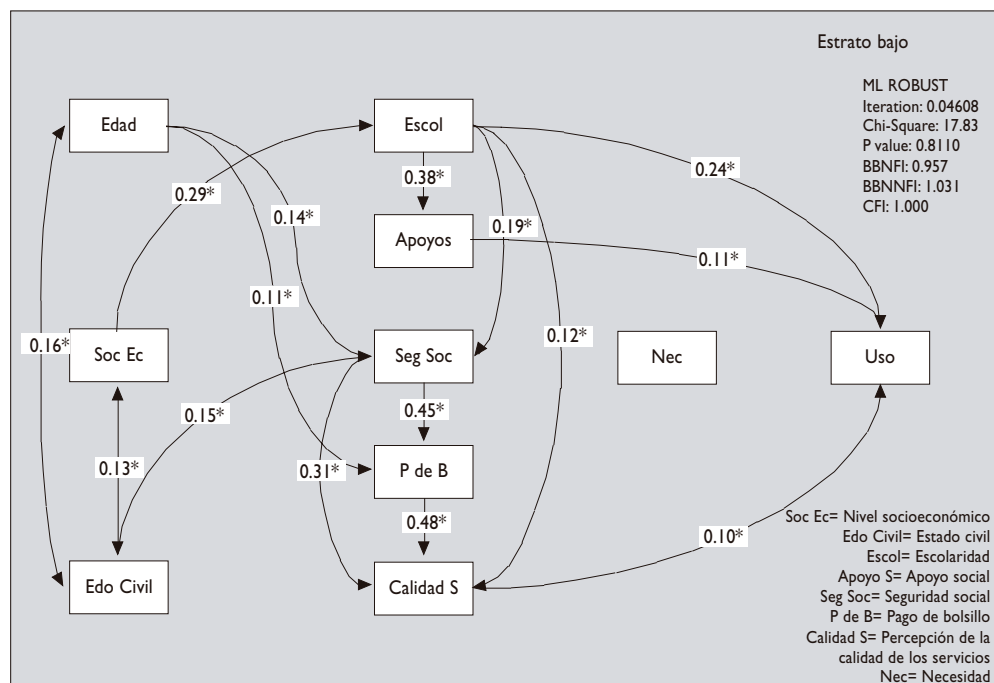 Estrato bajo
ML ROBUST
Iteration: 0.04608
Chi-Square: 17.83
P value: 0.8110
BBNFI: 0.957
BBNNFI: 1.031
CFI: 1.000
Edad
Escol
0.38*
0.24*
0.29*
0.14*
0.19*
Apoyos
0.11*
0.11*
0.16*
Soc Ec
Seg Soc
0.12*
Nec
Uso
0.15*
0.45*
0.13*
0.31*
P de B
0.48*
0.10*
Edo Civil
Calidad S
Soc Ec= Nivel socioeconómico
Edo Civil= Estado civil
Escol= Escolaridad
Apoyo S= Apoyo social
Seg Soc= Seguridad social
P de B= Pago de bolsillo
Calidad S= Percepción de la
calidad de los servicios
Nec= Necesidad